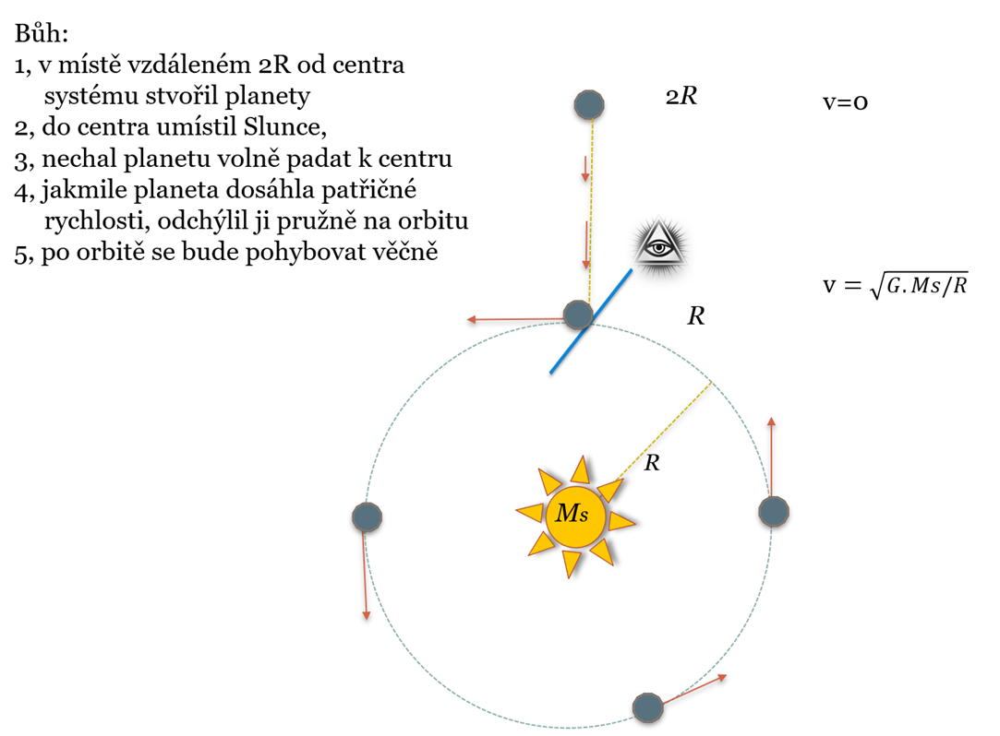 Bůh:
1, v místě vzdáleném 2R od centra
systému stvořil planety
2, do centra umístil Slunce,
3, nechal planetu volně padat k centru
4, jakmile planeta dosáhla patřičné
rychlosti, odchýlil ji pružně na orbitu
5, po orbitě se bude pohybovat věčně
2R
v=0
v = √G.Ms/R
R
R
Ms